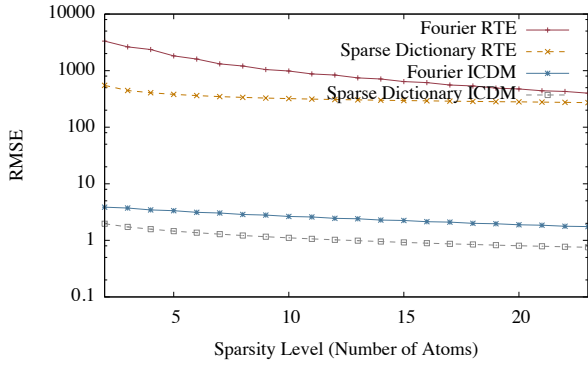 10000
1000
100
10
1
0.1
RMSE
Fourier RTE
Sparse Dictionary RTE
Fourier ICDM
Sparse Dictionary ICDM
5
10
15
20
Sparsity Level (Number of Atoms)